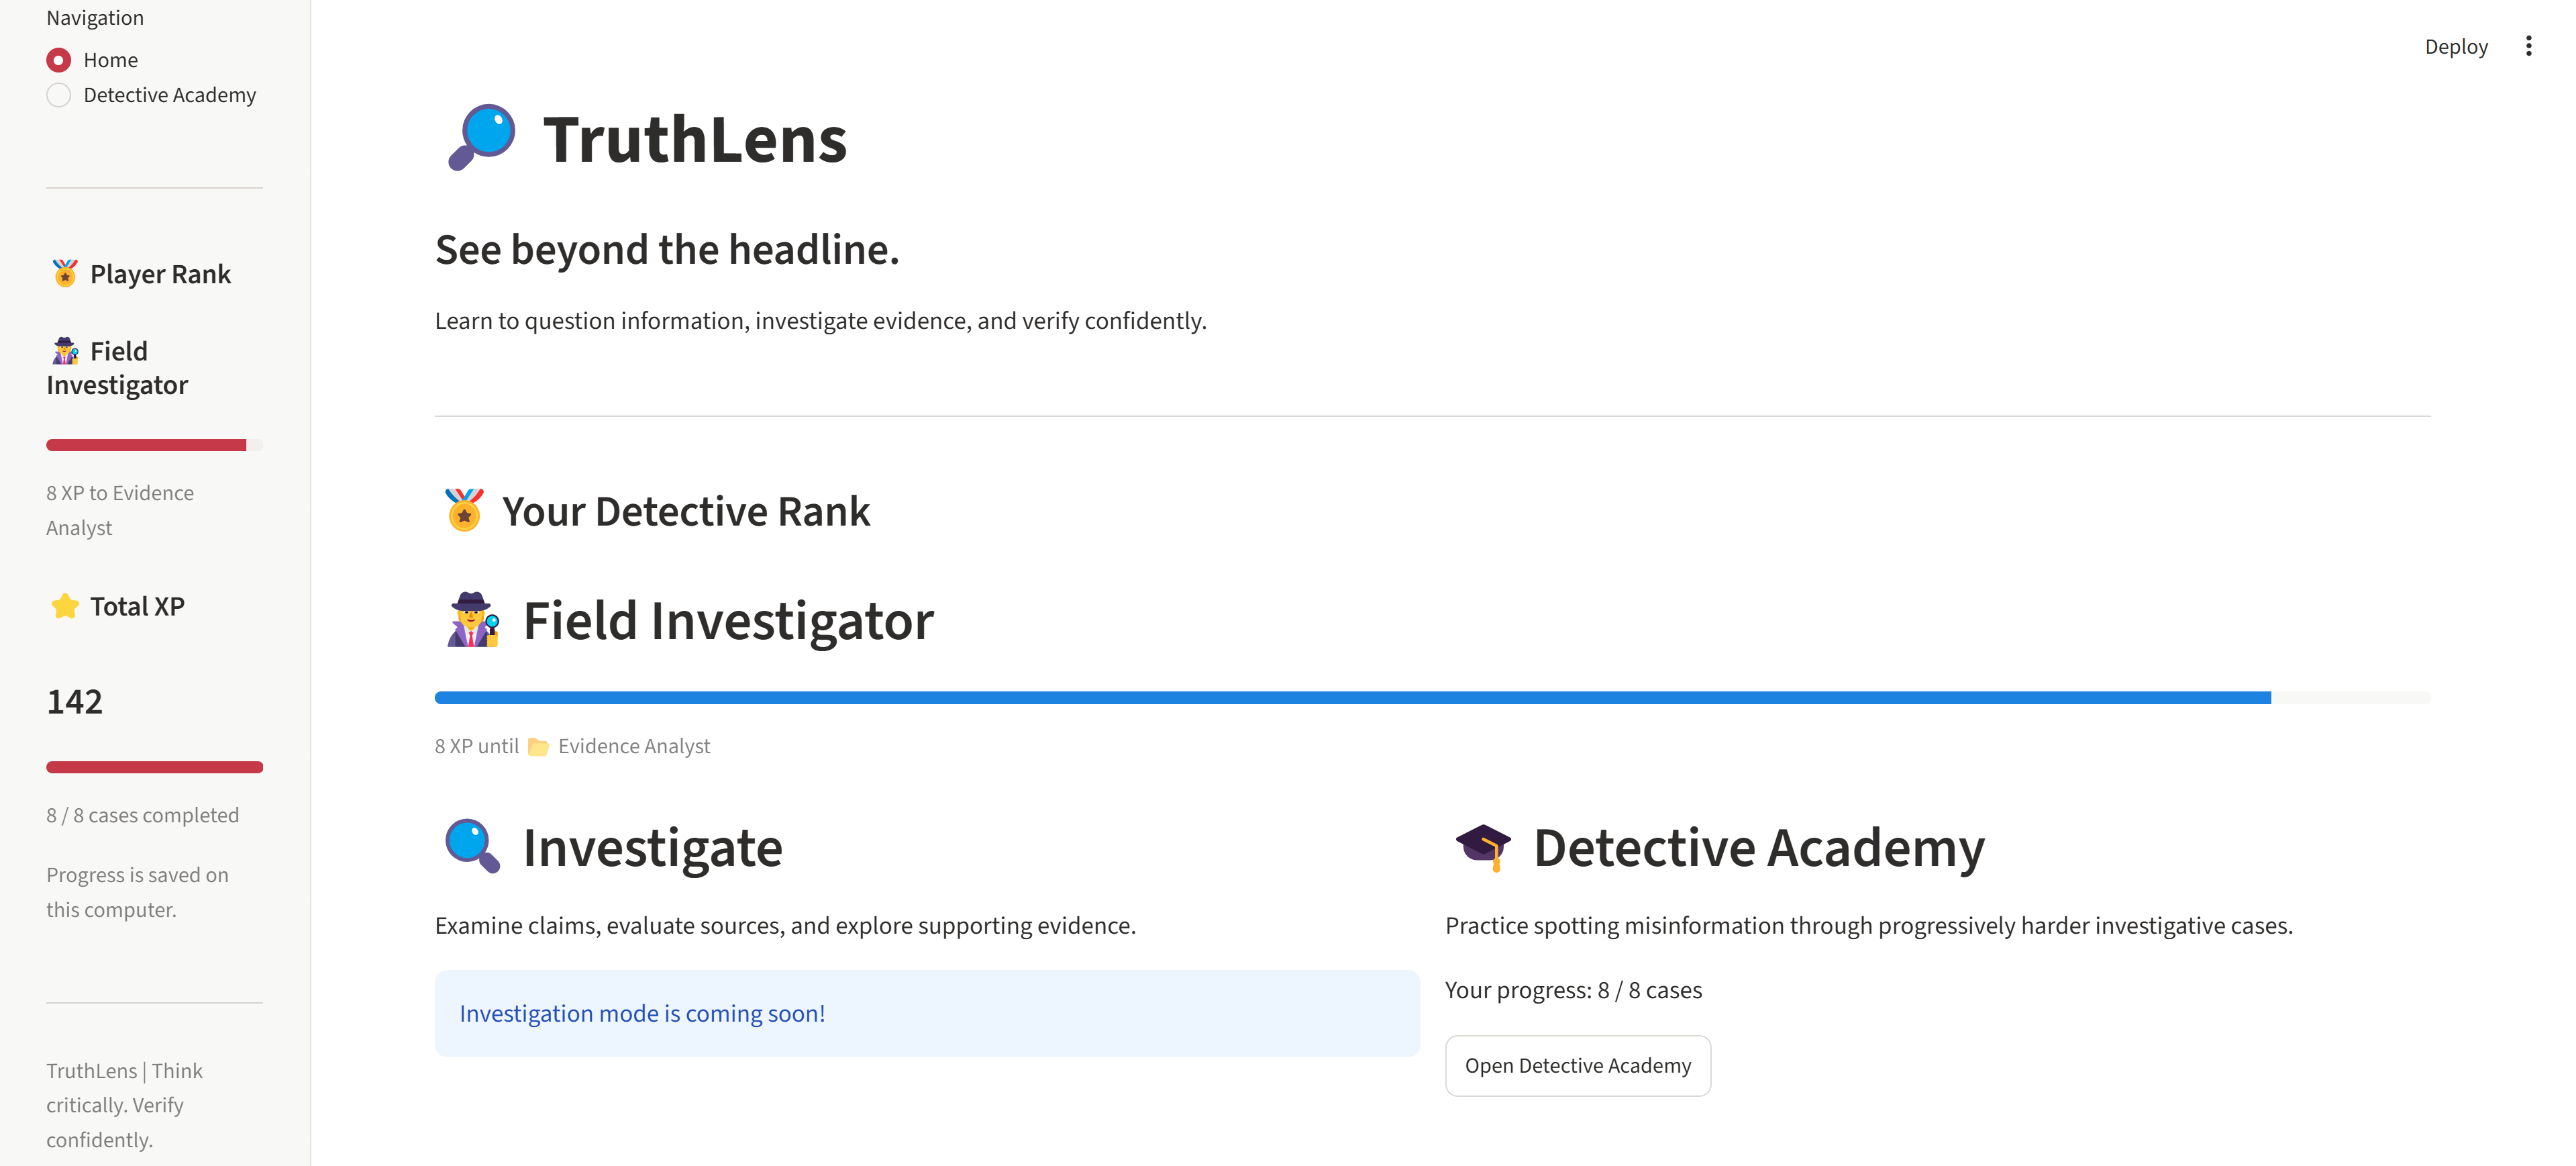 Navigation
Home
Detective Academy
Player Rank
Field
Investigator
8 XP to Evidence
Analyst
Total XP
142
8 / 8 cases completed
Progress is saved on
this computer.
TruthLens | Think
critically. Verify
confidently.
Deploy
TruthLens
See beyond the headline.
Learn to question information, investigate evidence, and verify confidently.
Your Detective Rank
Field Investigator
8 XP until Evidence Analyst
Investigate
Examine claims, evaluate sources, and explore supporting evidence.
Investigation mode is coming soon!
Detective Academy
Practice spotting misinformation through progressively harder investigative cases.
Your progress: 8 / 8 cases
Open Detective Academy